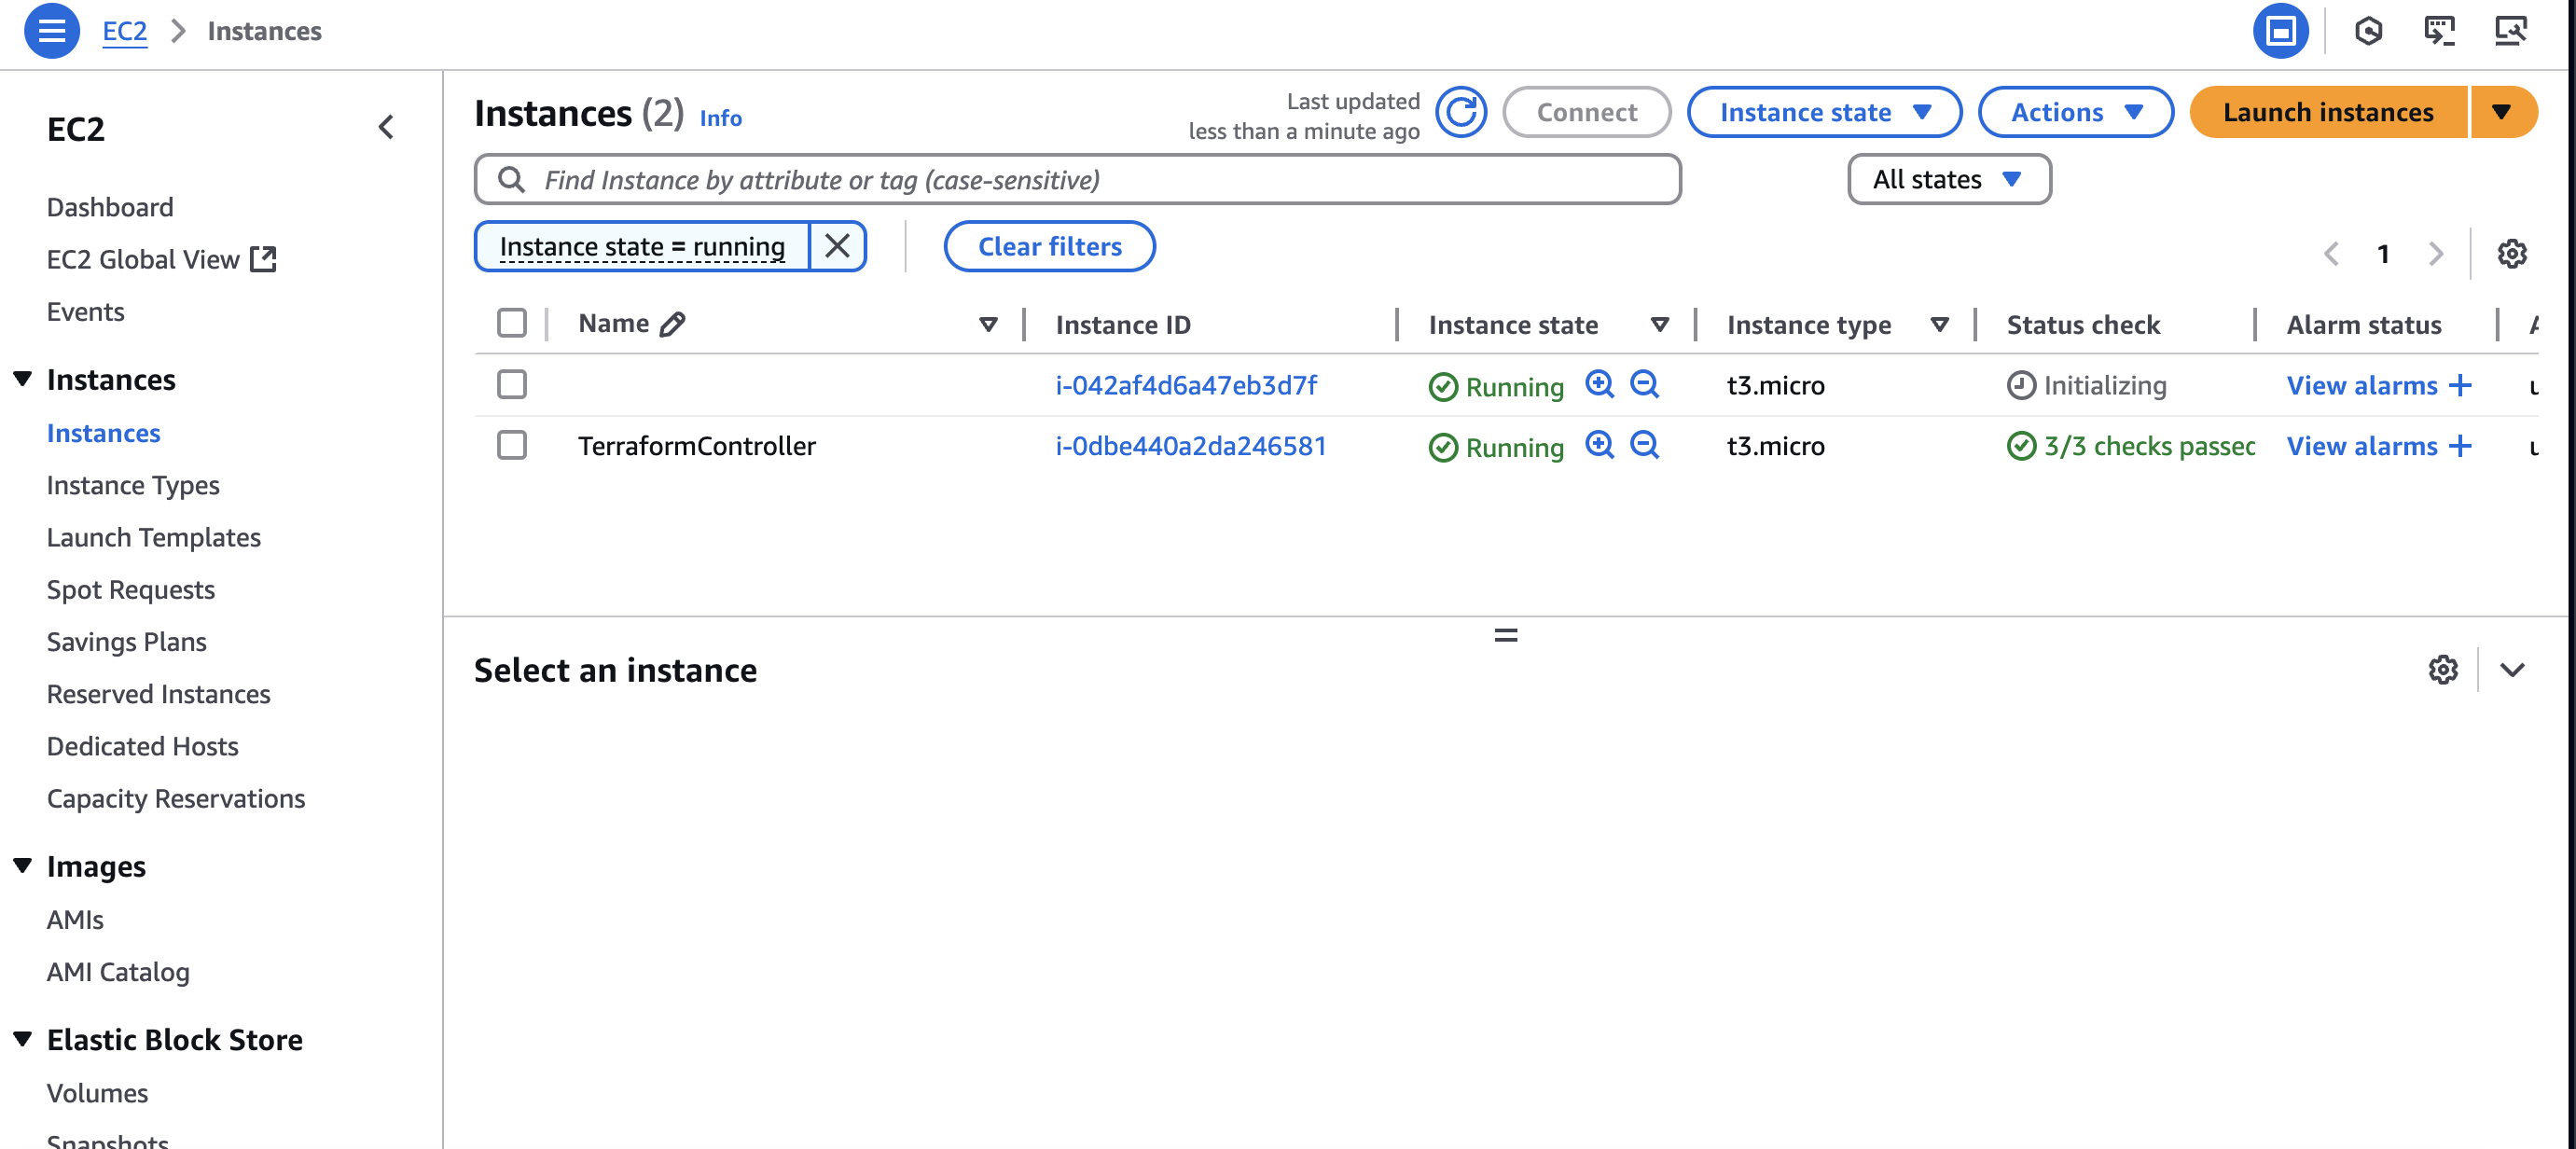 EC2 > Instances
EC2
Dashboard
EC2 Global View
Events
Instances
Instances
Instance Types
Launch Templates
Spot Requests
Savings Plans
Reserved Instances
Dedicated Hosts
Capacity Reservations
Images
AMIs
AMI Catalog
Elastic Block Store
Volumes
Snapshots
Instances (2) Info
Last updated
less than a minute ago
Connect
Instance state
Actions
Launch instances
Find Instance by attribute or tag (case-sensitive)
All states
Instance state = running
Clear filters
1
Name Instance ID Instance state Instance type Status check Alarm status
i-042af4d6a47eb3d7f Running t3.micro Initializing View alarms +
TerraformController i-0dbe440a2da246581 Running t3.micro 3/3 checks passed View alarms +
Select an instance